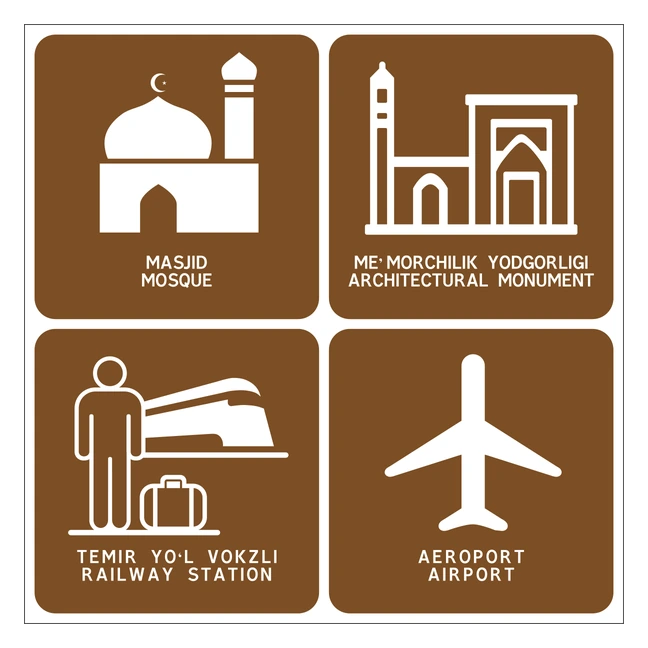 MASJID
MOSQUE
ME’MORCHILIK YODGORLIGI
ARCHITECTURAL MONUMENT
TEMIR YO‘L VOKZLI
RAILWAY STATION
AEROPORT
AIRPORT